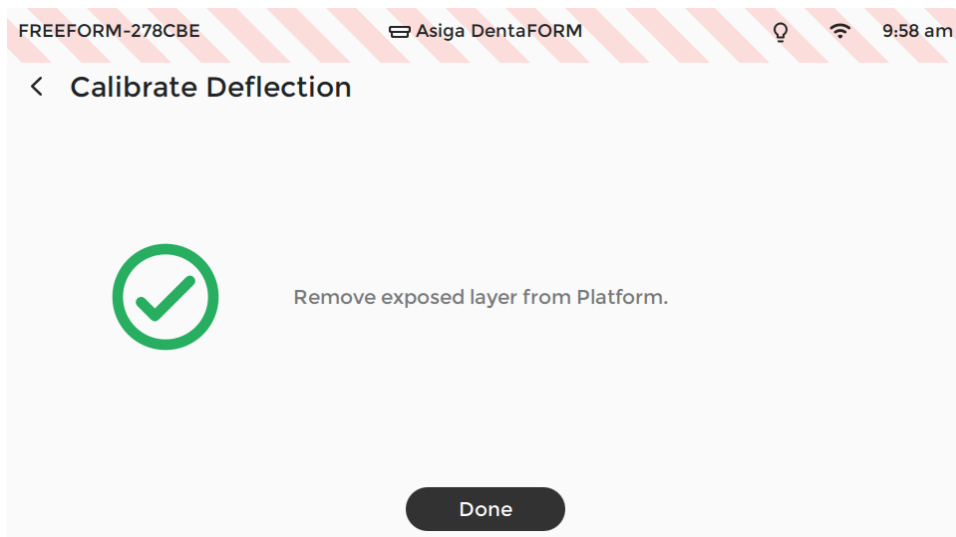 FREEFORM-278CBE Asiga DentaFORM 9:58 am
Calibrate Deflection
Remove exposed layer from Platform.
Done